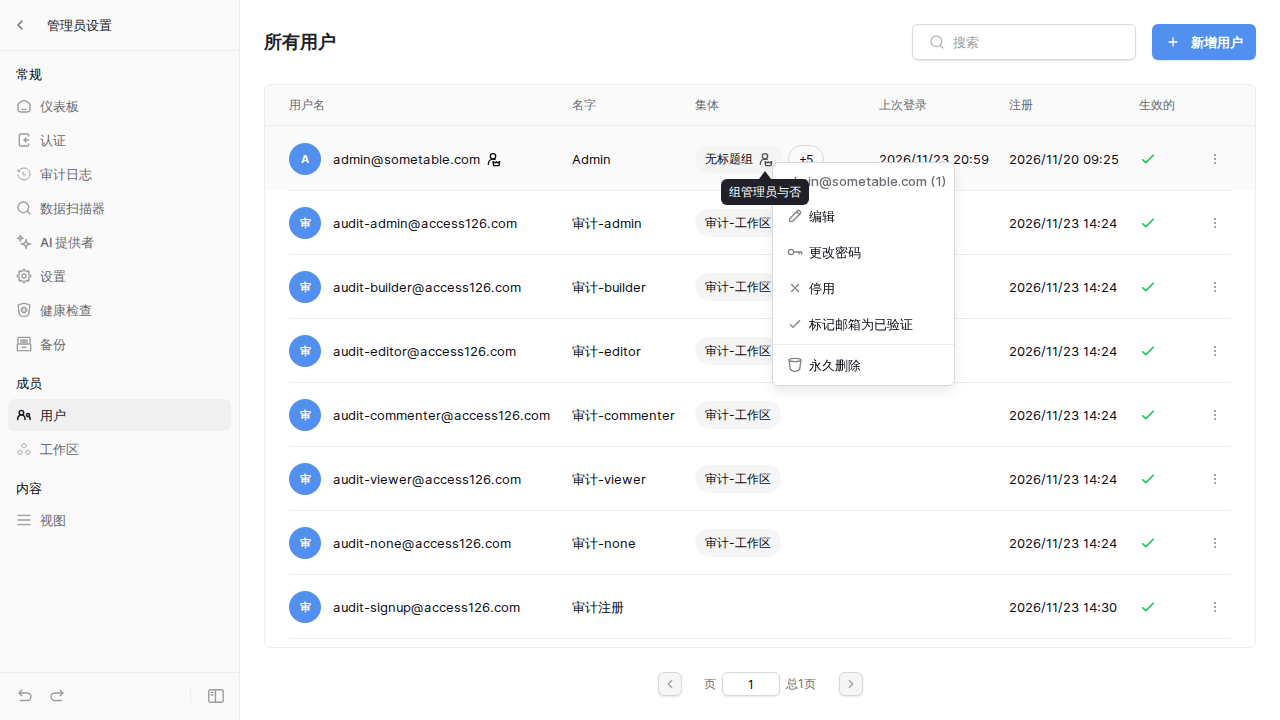 管理员设置
常规
仪表板
认证
审计日志
数据扫描器
AI 提供者
设置
健康检查
备份
成员
用户
工作区
内容
视图
所有用户
搜索
新增用户
用户名 名字 集体 上次登录 注册 生效的
A admin@sometable.com Admin 无标题组 +5 2026/11/23 20:59 2026/11/20 09:25
组管理员与否
in@sometable.com (1)
编辑
更改密码
停用
标记邮箱为已验证
永久删除
审 audit-admin@access126.com 审计-admin 审计-工作区 2026/11/23 14:24
审 audit-builder@access126.com 审计-builder 审计-工作区 2026/11/23 14:24
审 audit-editor@access126.com 审计-editor 审计-工作区 2026/11/23 14:24
审 audit-commenter@access126.com 审计-commenter 审计-工作区 2026/11/23 14:24
审 audit-viewer@access126.com 审计-viewer 审计-工作区 2026/11/23 14:24
审 audit-none@access126.com 审计-none 审计-工作区 2026/11/23 14:24
审 audit-signup@access126.com 审计注册 2026/11/23 14:30
页 1 总1页